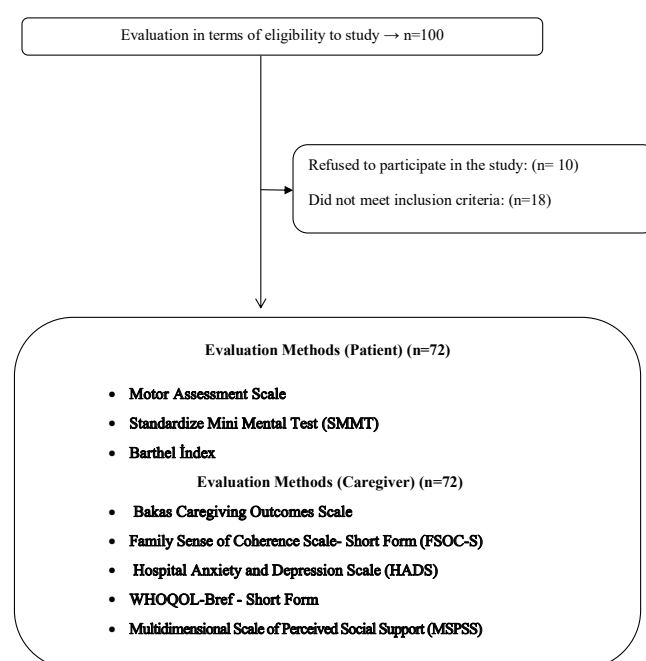 Evaluation in terms of eligibility to study → n=100
Refused to participate in the study: (n= 10)
Did not meet inclusion criteria: (n=18)
Evaluation Methods (Patient) (n=72)
• Motor Assessment Scale
• Standardize Mini Mental Test (SMMT)
• Barthel İndex
Evaluation Methods (Caregiver) (n=72)
• Bakas Caregiving Outcomes Scale
• Family Sense of Coherence Scale- Short Form (FSOC-S)
• Hospital Anxiety and Depression Scale (HADS)
• WHOQOL-Bref - Short Form
• Multidimensional Scale of Perceived Social Support (MSPSS)